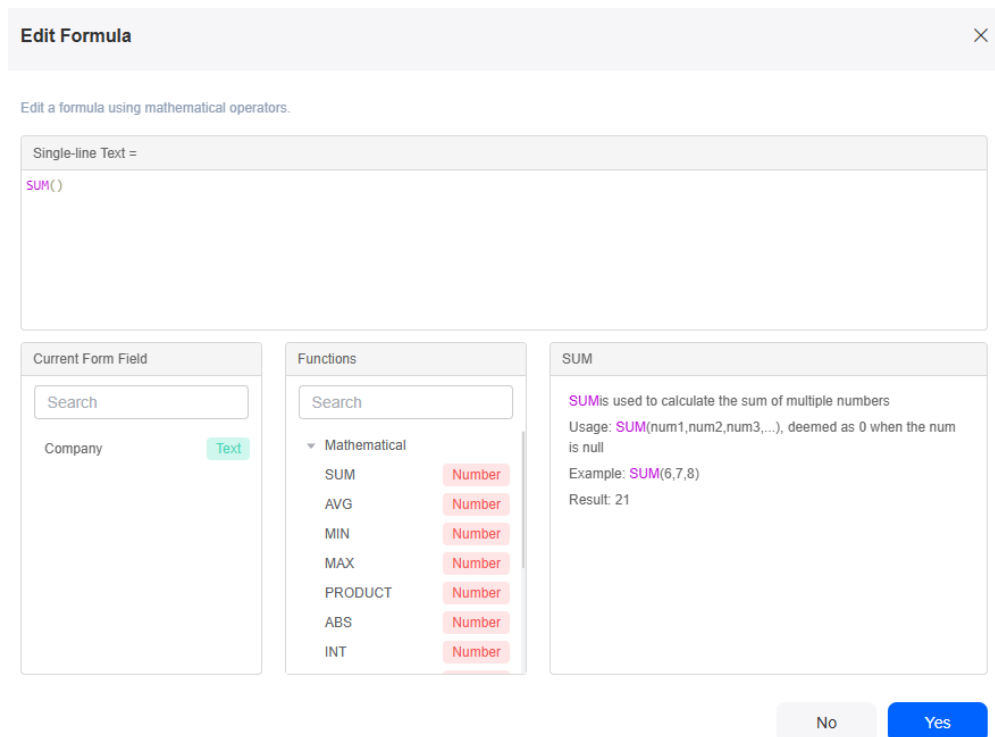 Edit Formula
Edit a formula using mathematical operators.
Single-line Text =
SUM()
Current Form Field
Search
Company Text
Functions
Search
Mathematical
SUM Number
AVG Number
MIN Number
MAX Number
PRODUCT Number
ABS Number
INT Number
SUM
SUMis used to calculate the sum of multiple numbers
Usage: SUM(num1,num2,num3,...), deemed as 0 when the num
is null
Example: SUM(6,7,8)
Result: 21
No
Yes